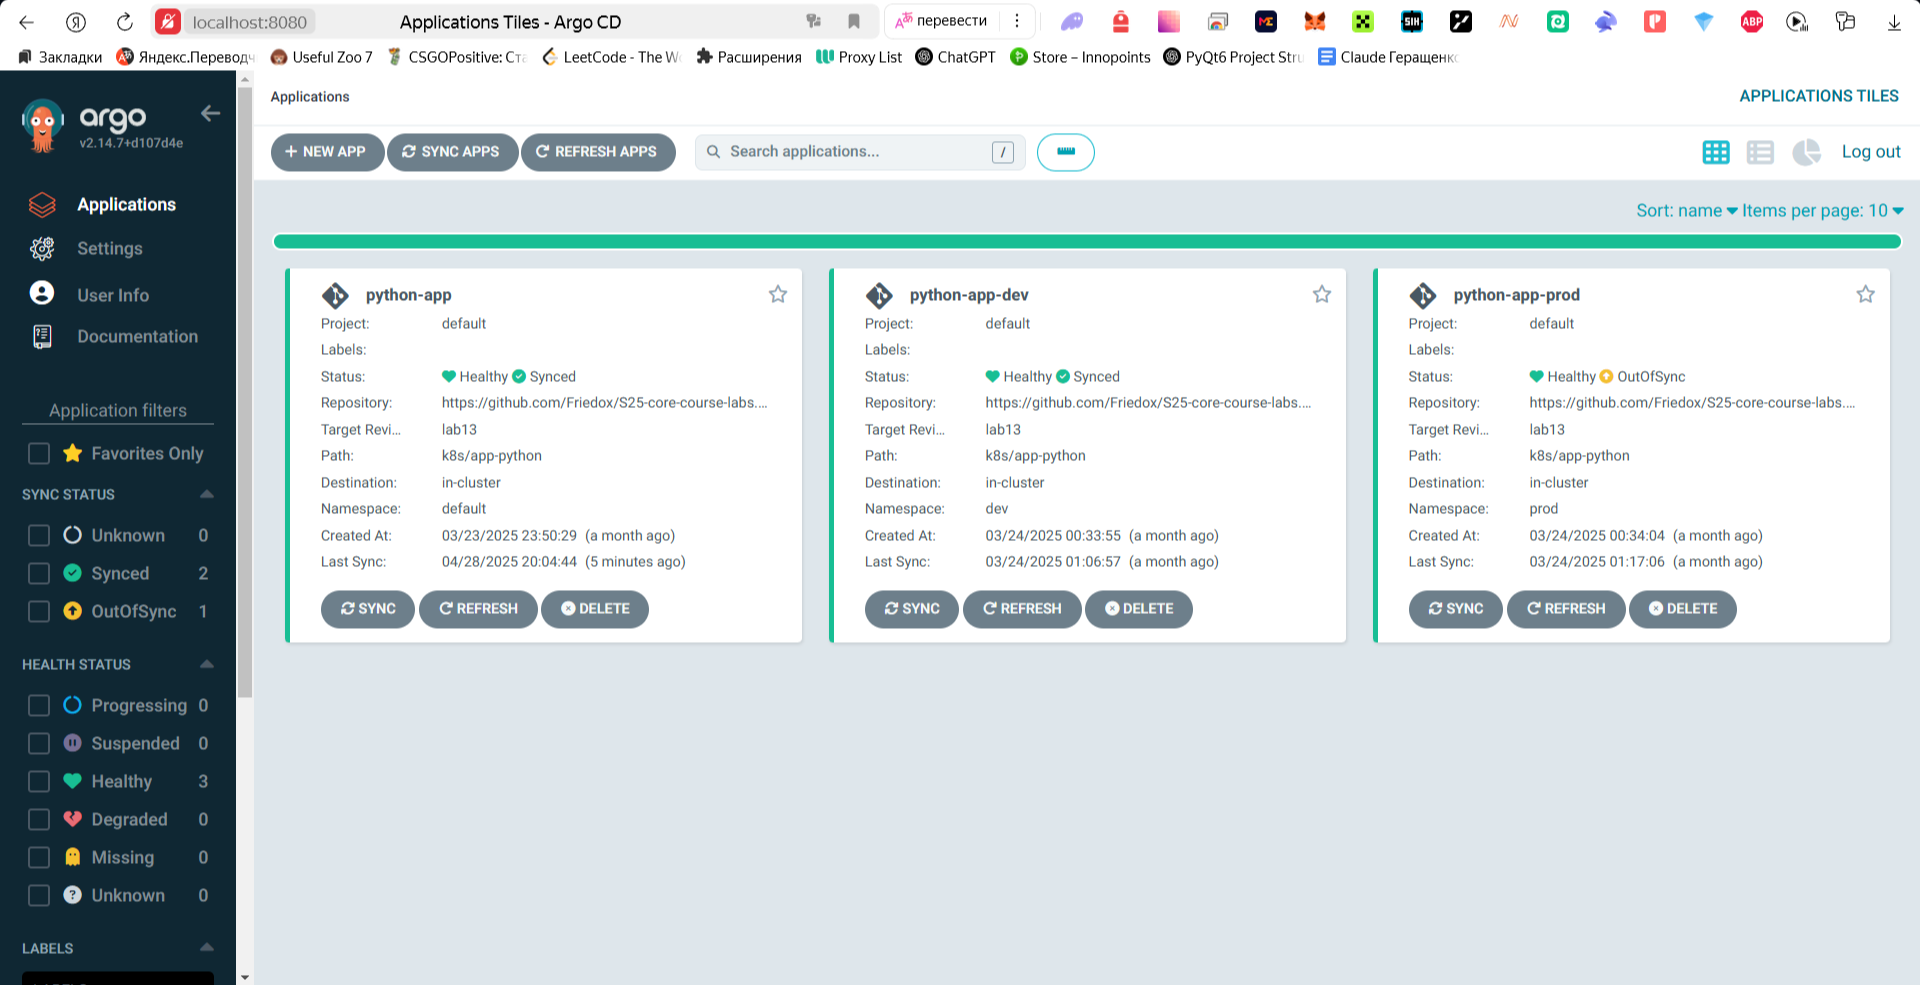 localhost:8080
Applications Tiles - Argo CD
перевести
Закладки
Яндекс.Перевод
Useful Zoo 7
CSGOPositive: Ста
LeetCode - The W
Расширения
Proxy List
ChatGPT
Store – Innopoints
PyQt6 Project Stru
Claude Геращенк
argo
v2.14.7+d107d4e
Applications
Settings
User Info
Documentation
Application filters
Favorites Only
SYNC STATUS
Unknown 0
Synced 2
OutOfSync 1
HEALTH STATUS
Progressing 0
Suspended 0
Healthy 3
Degraded 0
Missing 0
Unknown 0
LABELS
Applications
APPLICATIONS TILES
+ NEW APP
SYNC APPS
REFRESH APPS
Search applications...
/
Log out
Sort: name
Items per page: 10
python-app
Project: default
Labels:
Status: Healthy Synced
Repository: https://github.com/Friedox/S25-core-course-labs....
Target Revi... lab13
Path: k8s/app-python
Destination: in-cluster
Namespace: default
Created At: 03/23/2025 23:50:29 (a month ago)
Last Sync: 04/28/2025 20:04:44 (5 minutes ago)
SYNC REFRESH DELETE
python-app-dev
Project: default
Labels:
Status: Healthy Synced
Repository: https://github.com/Friedox/S25-core-course-labs....
Target Revi... lab13
Path: k8s/app-python
Destination: in-cluster
Namespace: dev
Created At: 03/24/2025 00:33:55 (a month ago)
Last Sync: 03/24/2025 01:06:57 (a month ago)
SYNC REFRESH DELETE
python-app-prod
Project: default
Labels:
Status: Healthy OutOfSync
Repository: https://github.com/Friedox/S25-core-course-labs....
Target Revi... lab13
Path: k8s/app-python
Destination: in-cluster
Namespace: prod
Created At: 03/24/2025 00:34:04 (a month ago)
Last Sync: 03/24/2025 01:17:06 (a month ago)
SYNC REFRESH DELETE